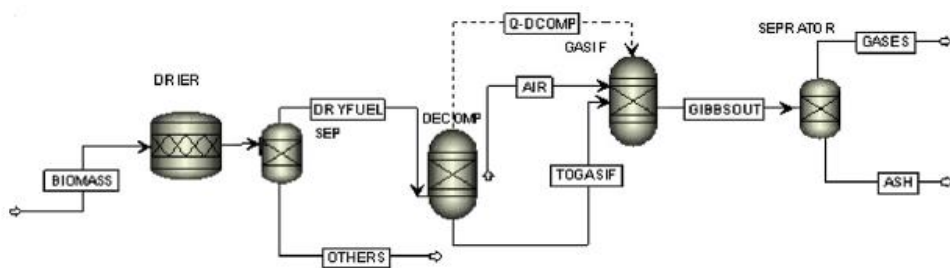 Q-DCOMP
GASIF
SEPRATOR
GASES
DRIER
AIR
DRYFUEL
DECOMP
GIBBSOUT
SEP
BIOMASS
TOGASIF
ASH
OTHERS